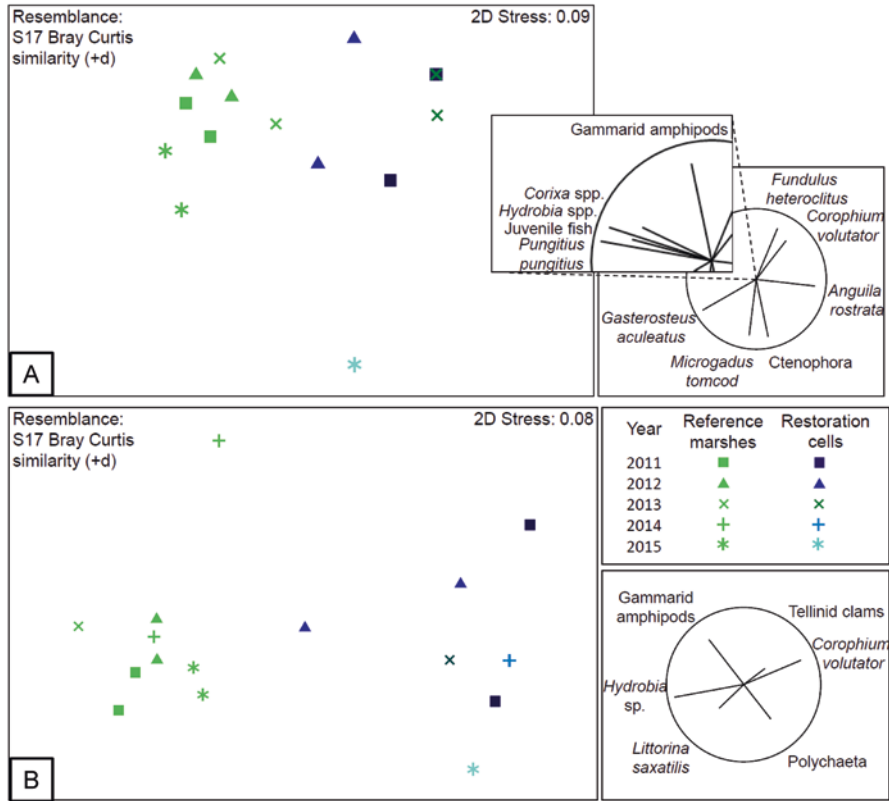 Resemblance:
S17 Bray Curtis
similarity (+d)
2D Stress: 0.09
Gammarid amphipods
Corixa spp.
Hydrobia spp.
Juvenile fish
Pungitius
pungitius
Fundulus
heteroclitus
Corophium
volutator
Anguila
rostrata
Gasterosteus
aculeatus
Microgadus
tomcod
Ctenophora
A
Resemblance:
S17 Bray Curtis
similarity (+d)
2D Stress: 0.08
B
Year Reference Restoration
marshes cells
2011
2012
2013
2014
2015
Gammarid
amphipods
Tellinid clams
Corophium
volutator
Hydrobia
sp.
Littorina
saxatilis
Polychaeta